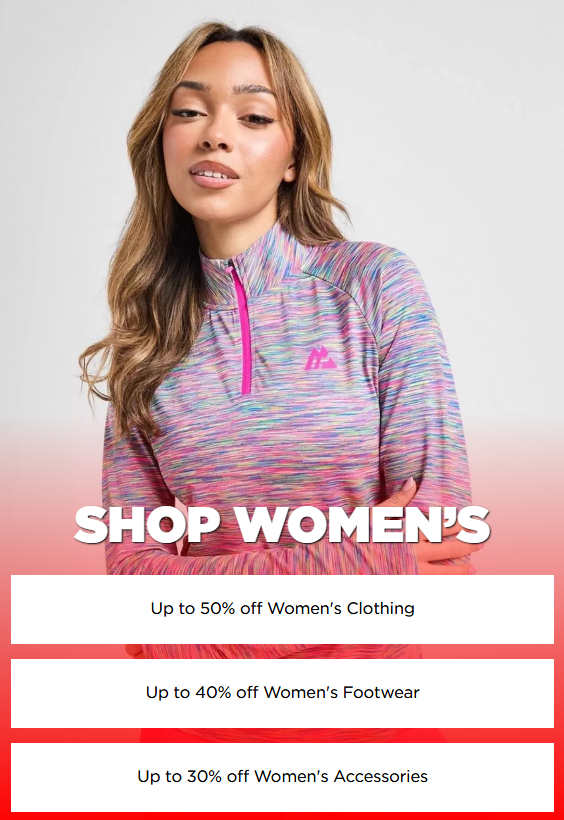 SHOP WOMEN'S
Up to 50% off Women's Clothing
Up to 40% off Women's Footwear
Up to 30% off Women's Accessories